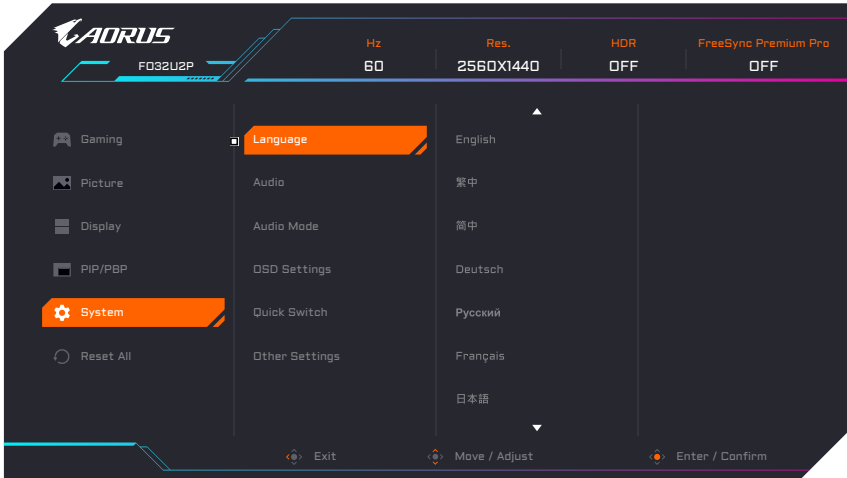 AORUS
FO32U2P
Hz Res. HDR FreeSync Premium Pro
60 2560X1440 OFF OFF
Gaming Language English
Picture Audio 繁中
Display Audio Mode 简中
PIP/PBP OSD Settings Deutsch
System Quick Switch Русский
Reset All Other Settings Français
日本語
Exit Move / Adjust Enter / Confirm